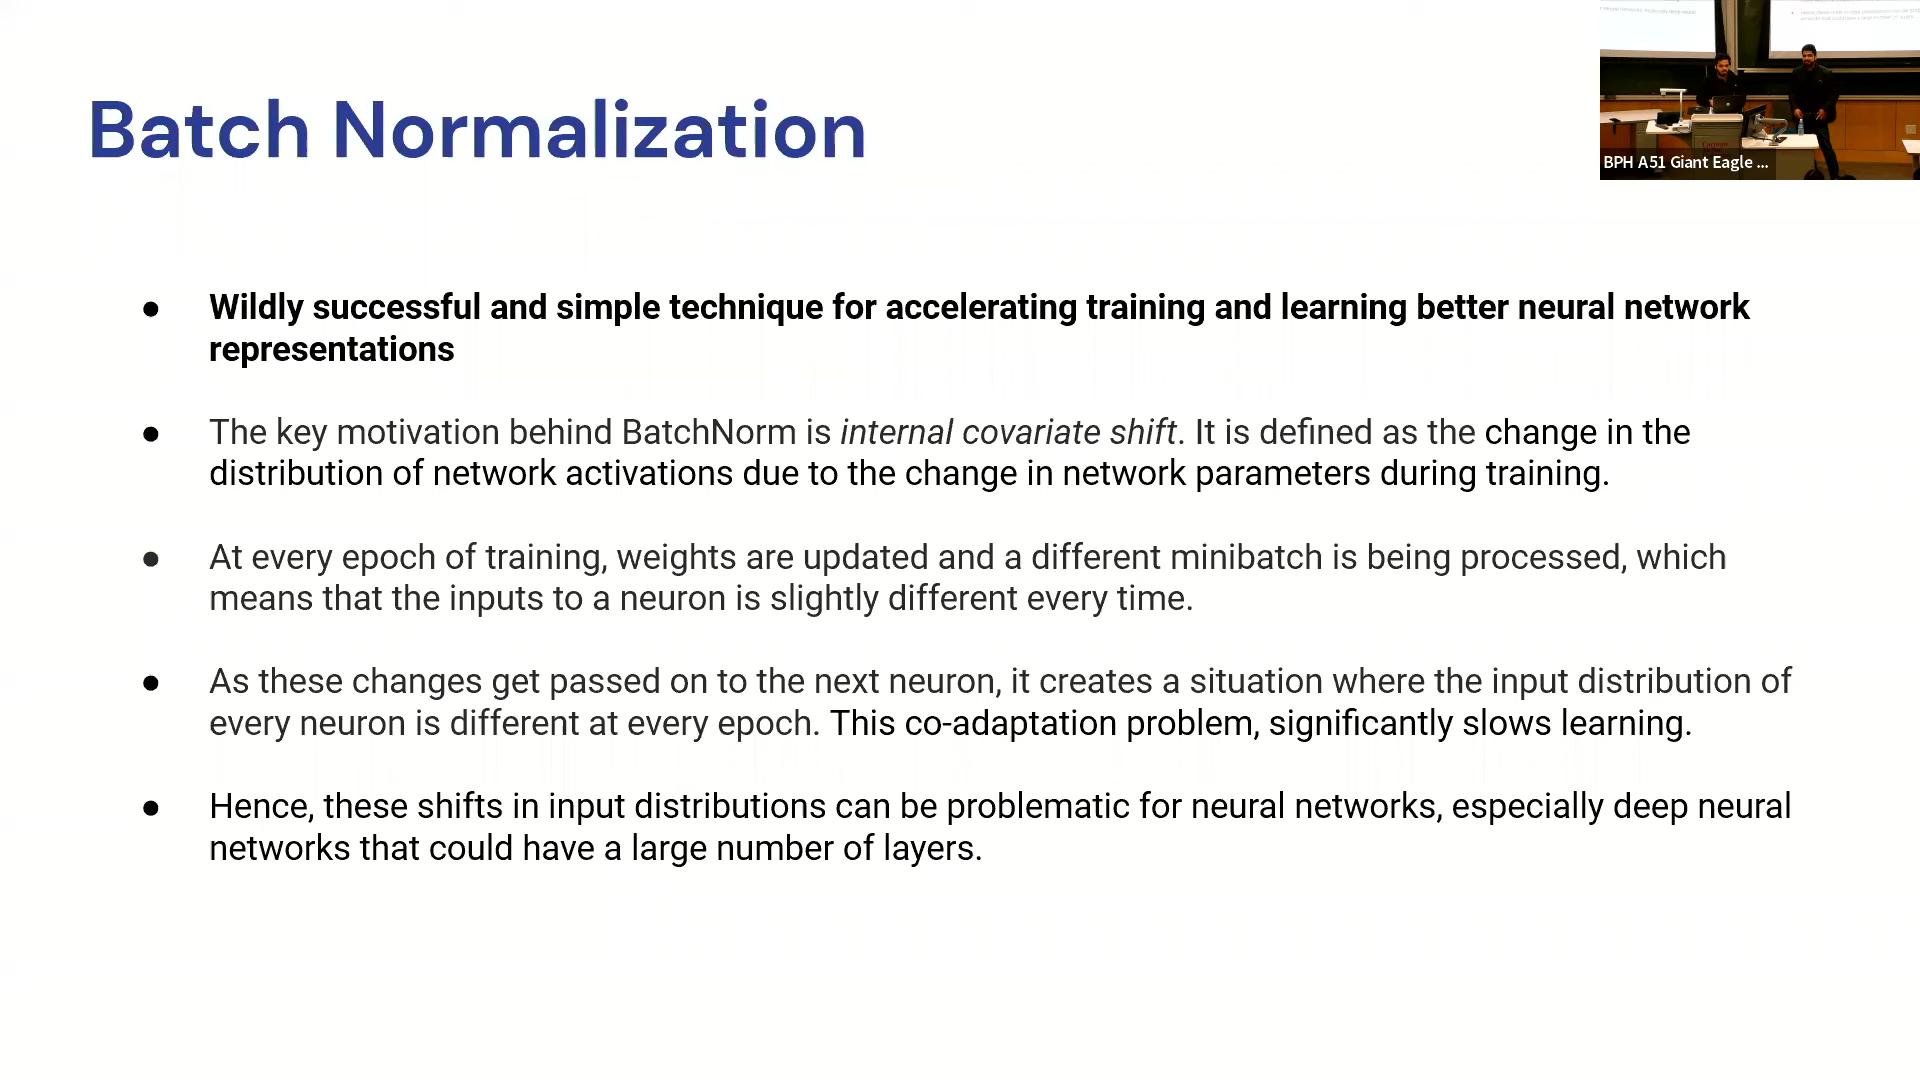 Batch Normalization
BPH A51 Giant Eagle ...
● Wildly successful and simple technique for accelerating training and learning better neural network
representations
● The key motivation behind BatchNorm is internal covariate shift. It is defined as the change in the
distribution of network activations due to the change in network parameters during training.
● At every epoch of training, weights are updated and a different minibatch is being processed, which
means that the inputs to a neuron is slightly different every time.
● As these changes get passed on to the next neuron, it creates a situation where the input distribution of
every neuron is different at every epoch. This co-adaptation problem, significantly slows learning.
● Hence, these shifts in input distributions can be problematic for neural networks, especially deep neural
networks that could have a large number of layers.